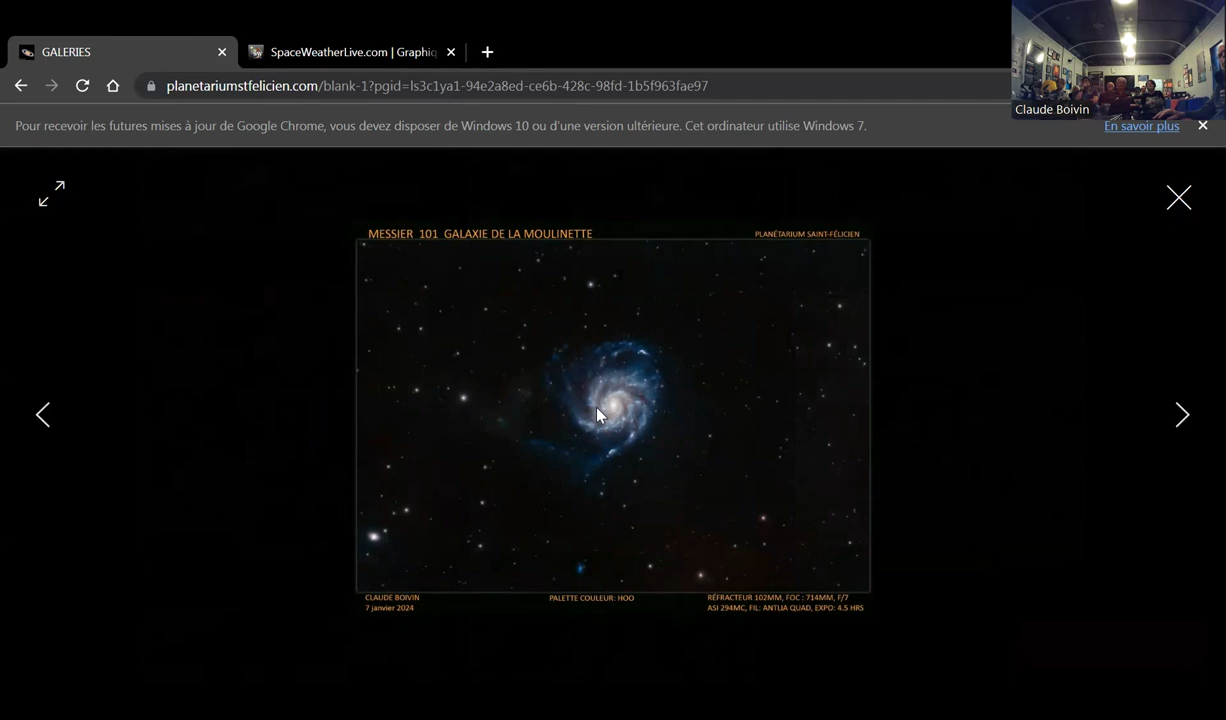 GALERIES
SpaceWeatherLive.com | Graphiq
planetariumstfelicien.com/blank-1?pgid=ls3c1ya1-94e2a8ed-ce6b-428c-98fd-1b5f963fae97
Claude Boivin
Pour recevoir les futures mises à jour de Google Chrome, vous devez disposer de Windows 10 ou d'une version ultérieure. Cet ordinateur utilise Windows 7.
En savoir plus
MESSIER 101 GALAXIE DE LA MOULINETTE
PLANÉTARIUM SAINT-FÉLICIEN
CLAUDE BOIVIN
7 janvier 2024
PALETTE COULEUR: HOO
RÉFRACTEUR 102MM, FOC : 714MM, F/7
ASI 294MC, FIL: ANTLIA QUAD, EXPO: 4.5 HRS